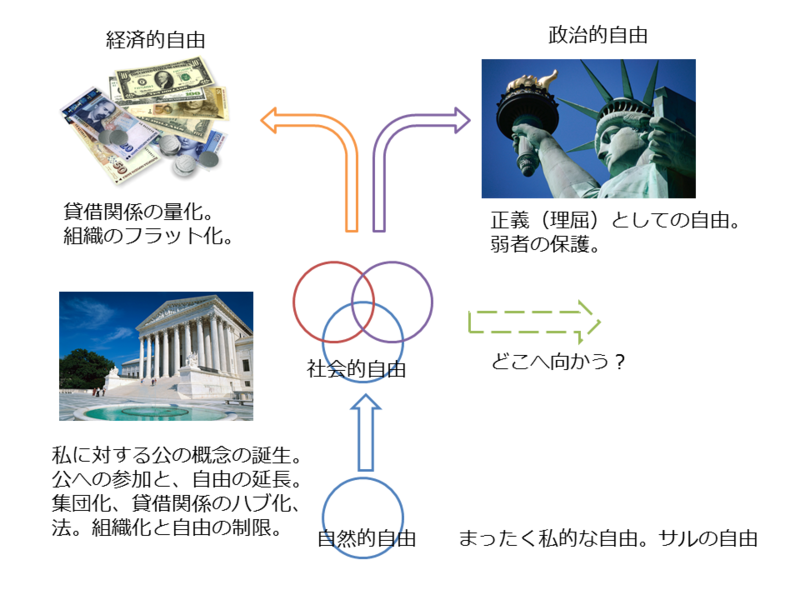 経済的自由
政治的自由
貸借関係の量化。
組織のフラット化。
正義（理屈）としての自由。
弱者の保護。
社会的自由
どこへ向かう？
私に対する公の概念の誕生。
公への参加と、自由の延長。
集団化、貸借関係のハブ化、
法。組織化と自由の制限。
自然的自由
まったく私的な自由。サルの自由